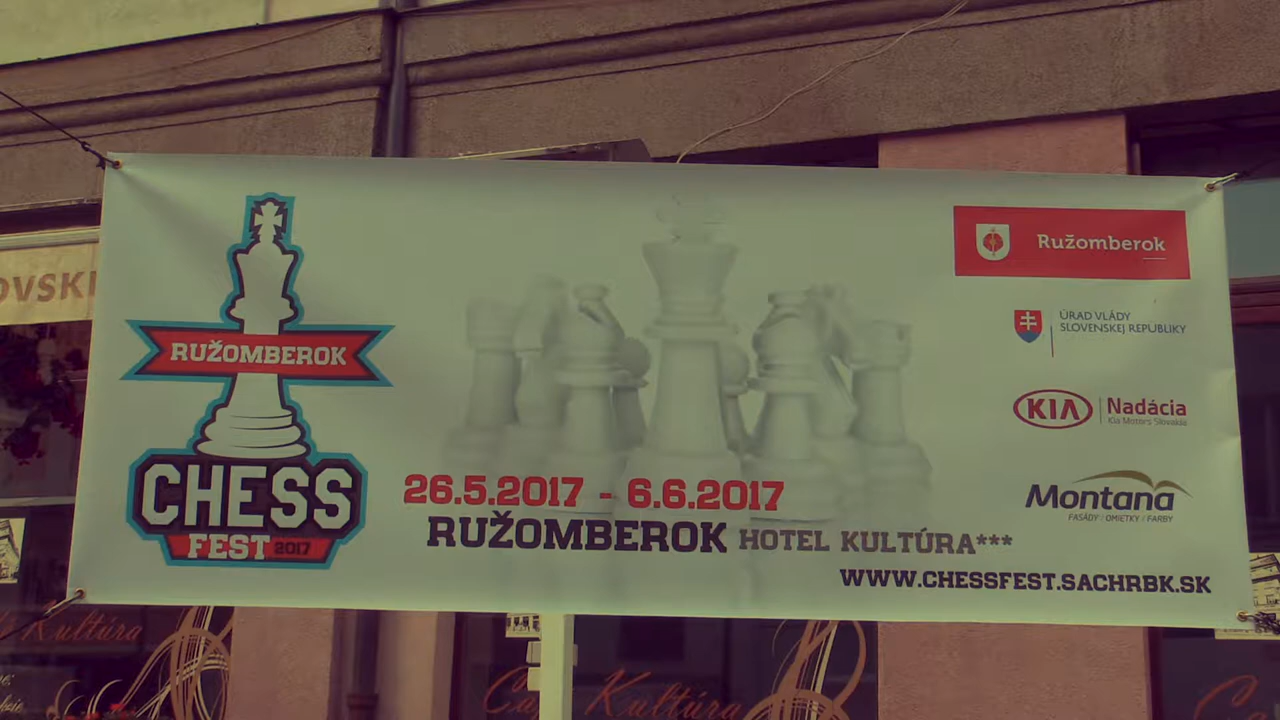 OVSKI
RUŽOMBEROK
CHESS
FEST 2017
26.5.2017 - 6.6.2017
RUŽOMBEROK HOTEL KULTÚRA***
WWW.CHESSFEST.SACHRBK.SK
Ružomberok
ÚRAD VLÁDY
SLOVENSKEJ REPUBLIKY
KIA Nadácia
Kia Motors Slovakia
Montana
FASÁDY / OMIETKY / FARBY
Kultúra
Kultúra